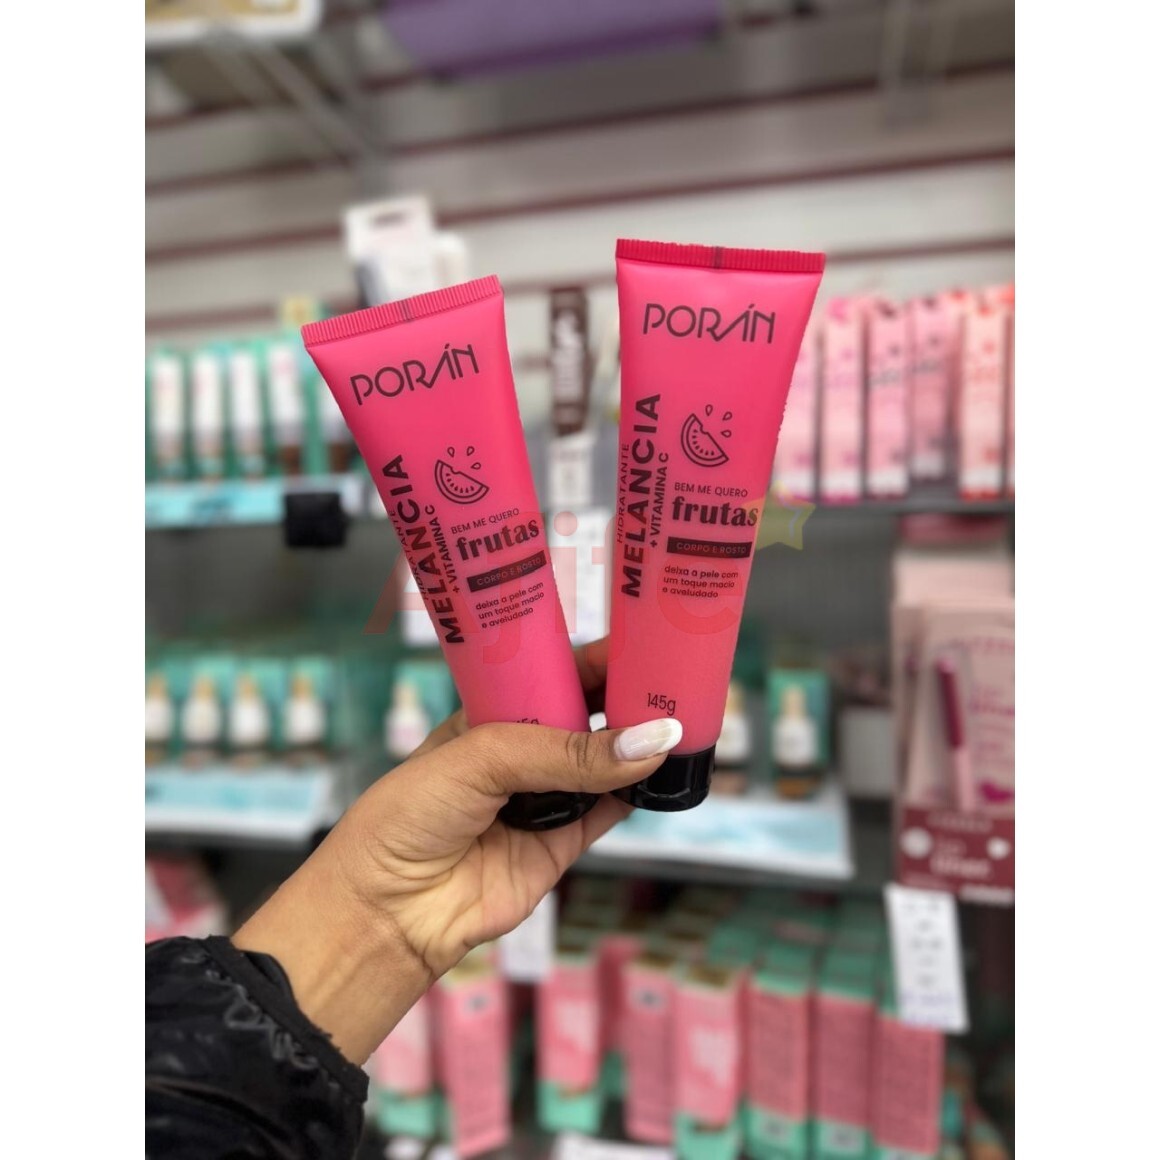 PORÁN
HIDRATANTE
MELANCIA
+ VITAMINA C
BEM ME QUERO
frutas
CORPO E ROSTO
deixa a pele com
um toque macio
e aveludado
PORÁN
HIDRATANTE
MELANCIA
+ VITAMINA C
BEM ME QUERO
frutas
CORPO E ROSTO
deixa a pele com
um toque macio
e aveludado
145g